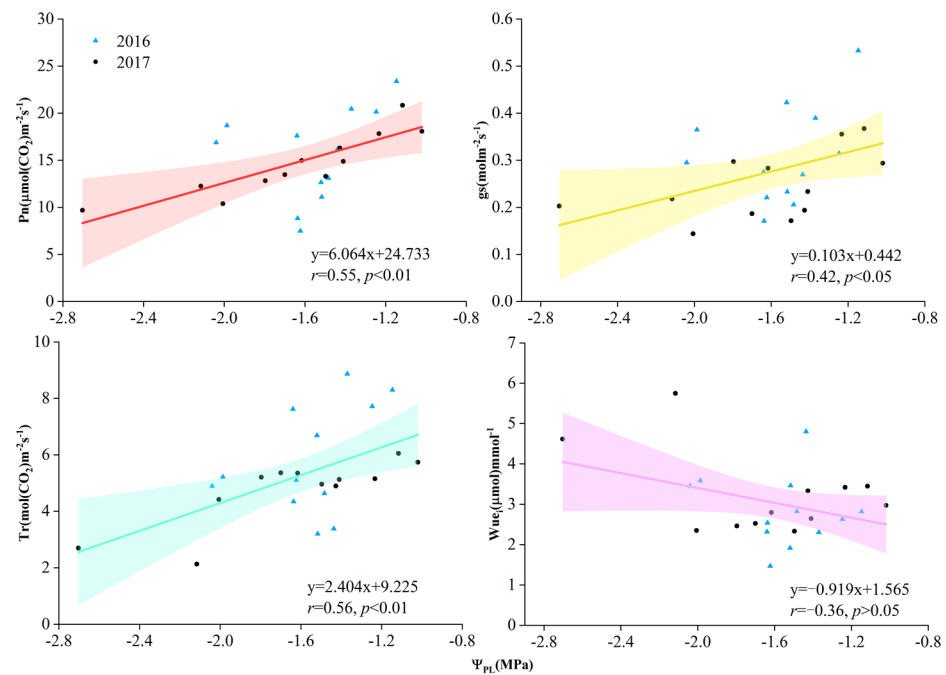 30
25
20
15
10
5
0
Pn(μmol(CO₂)m⁻²s⁻¹)
2016
2017
y=6.064x+24.733
r=0.55, p<0.01
-2.8 -2.4 -2.0 -1.6 -1.2 -0.8
0.6
0.5
0.4
0.3
0.2
0.1
0.0
gs(molm⁻²s⁻¹)
y=0.103x+0.442
r=0.42, p<0.05
-2.8 -2.4 -2.0 -1.6 -1.2 -0.8
10
8
6
4
2
0
Tr(mol(CO₂)m⁻²s⁻¹)
y=2.404x+9.225
r=0.56, p<0.01
-2.8 -2.4 -2.0 -1.6 -1.2 -0.8
7
6
5
4
3
2
1
0
Wueᵢ(μmol)mmol⁻¹
y=−0.919x+1.565
r=−0.36, p>0.05
-2.8 -2.4 -2.0 -1.6 -1.2 -0.8
Ψ_PL(MPa)